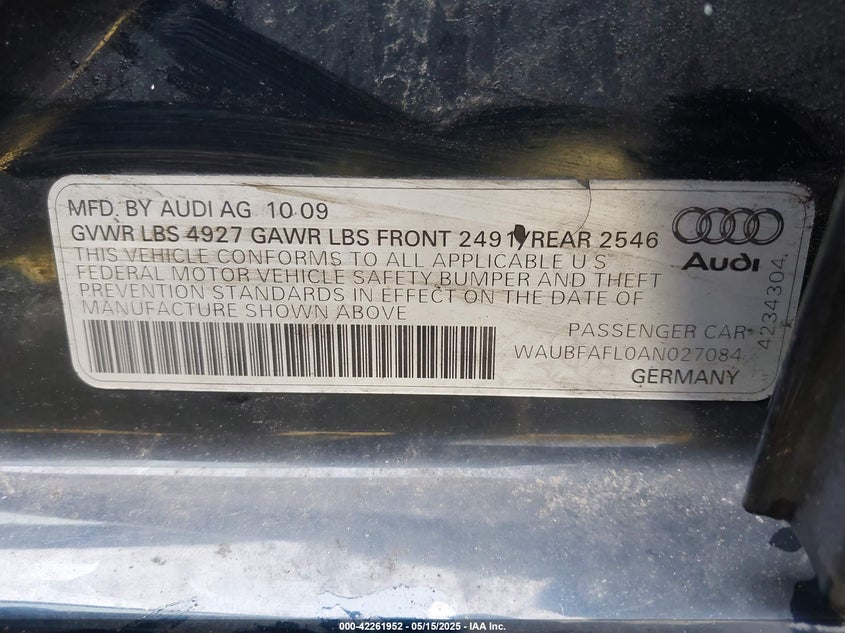 MFD. BY AUDI AG 10 09
GVWR LBS 4927 GAWR LBS FRONT 2491/REAR 2546
THIS VEHICLE CONFORMS TO ALL APPLICABLE U S
FEDERAL MOTOR VEHICLE SAFETY BUMPER AND THEFT
PREVENTION STANDARDS IN EFFECT ON THE DATE OF
MANUFACTURE SHOWN ABOVE
PASSENGER CAR
WAUBFAFL0AN027084
GERMANY
Audi
4234304
000-42261952 - 05/15/2025 - IAA Inc.